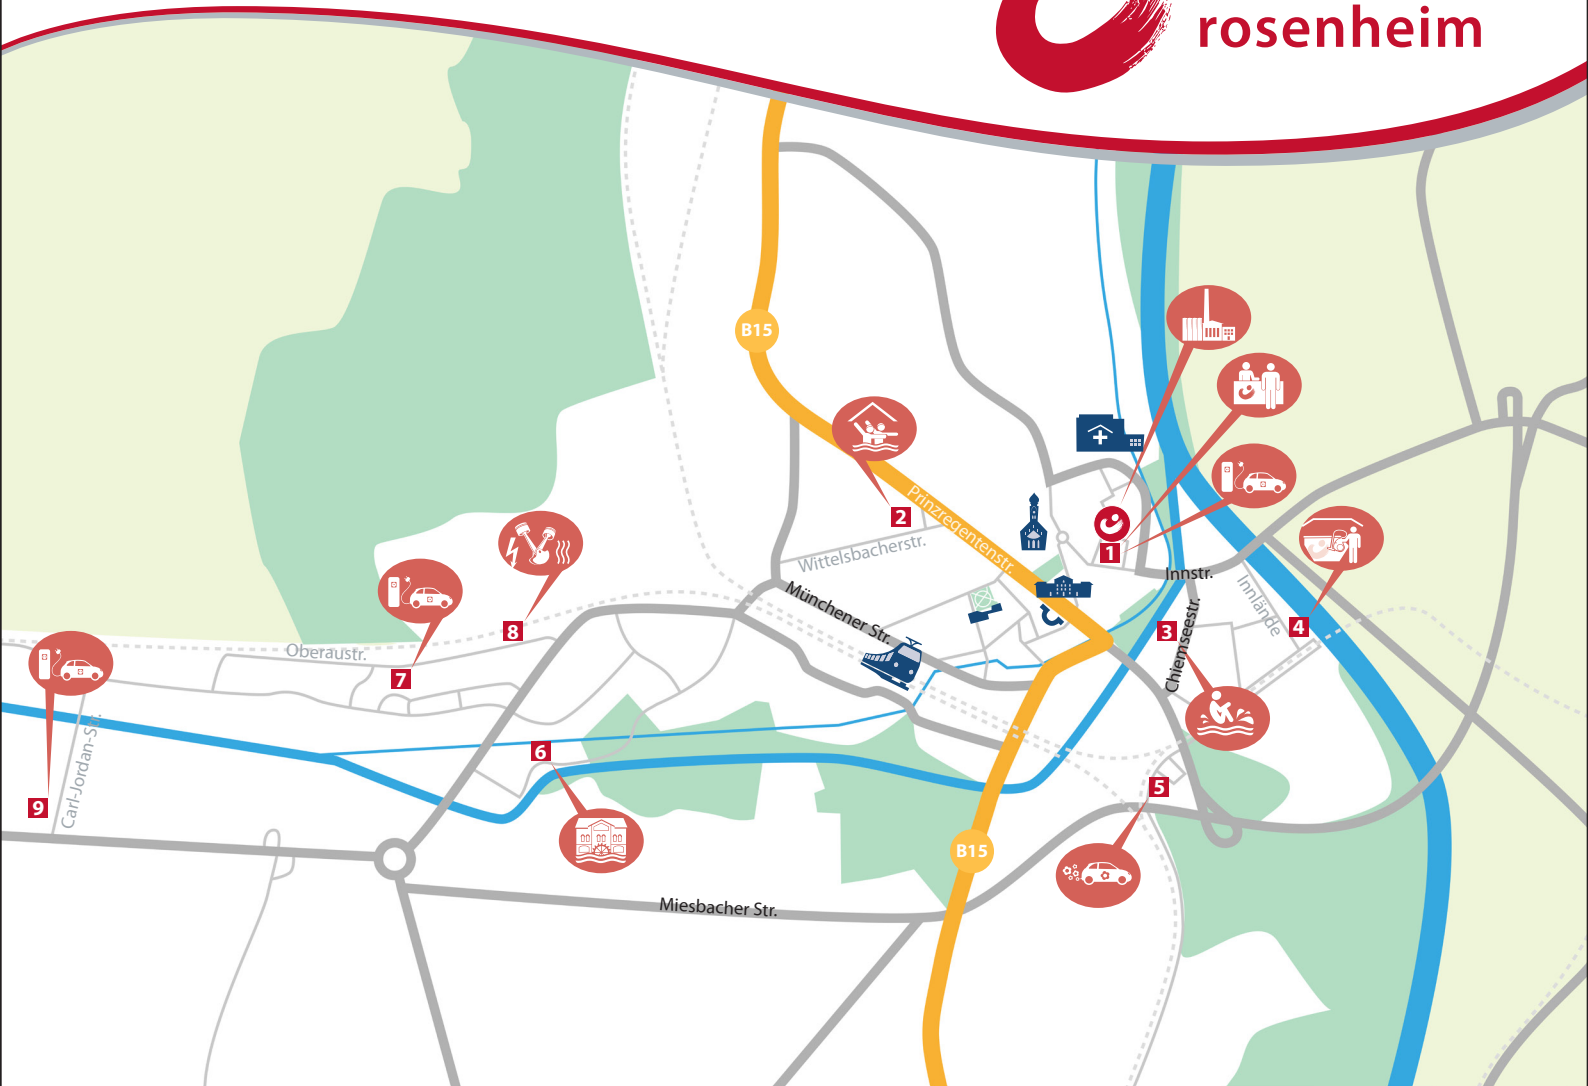 rosenheim
B15
2
Prinzregentenstr.
Wittelsbacherstr.
1
Innstr.
Innlände
Münchener Str.
Chiemseestr.
3
4
8
Oberaustr.
7
6
9
Carl-Jordan-Str.
5
B15
Miesbacher Str.